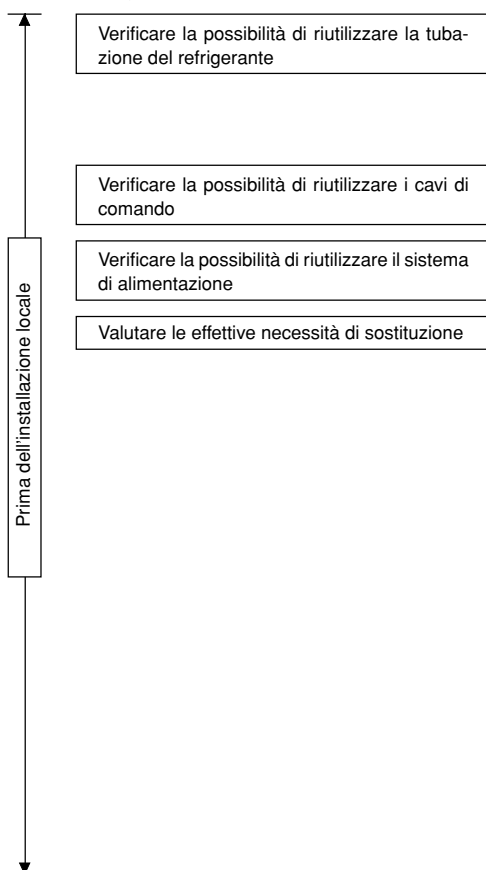 Verificare la possibilità di riutilizzare la tuba-
zione del refrigerante
Verificare la possibilità di riutilizzare i cavi di
comando
Verificare la possibilità di riutilizzare il sistema
di alimentazione
Valutare le effettive necessità di sostituzione
Prima dell'installazione locale